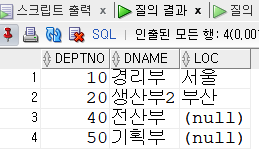 스크립트 출력 × 질의 결과 × 질의
SQL | 인출된 모든 행: 4(0,00
DEPTNO DNAME LOC
1 10 경리부 서울
2 20 생산부2 부산
3 40 전산부 (null)
4 50 기획부 (null)